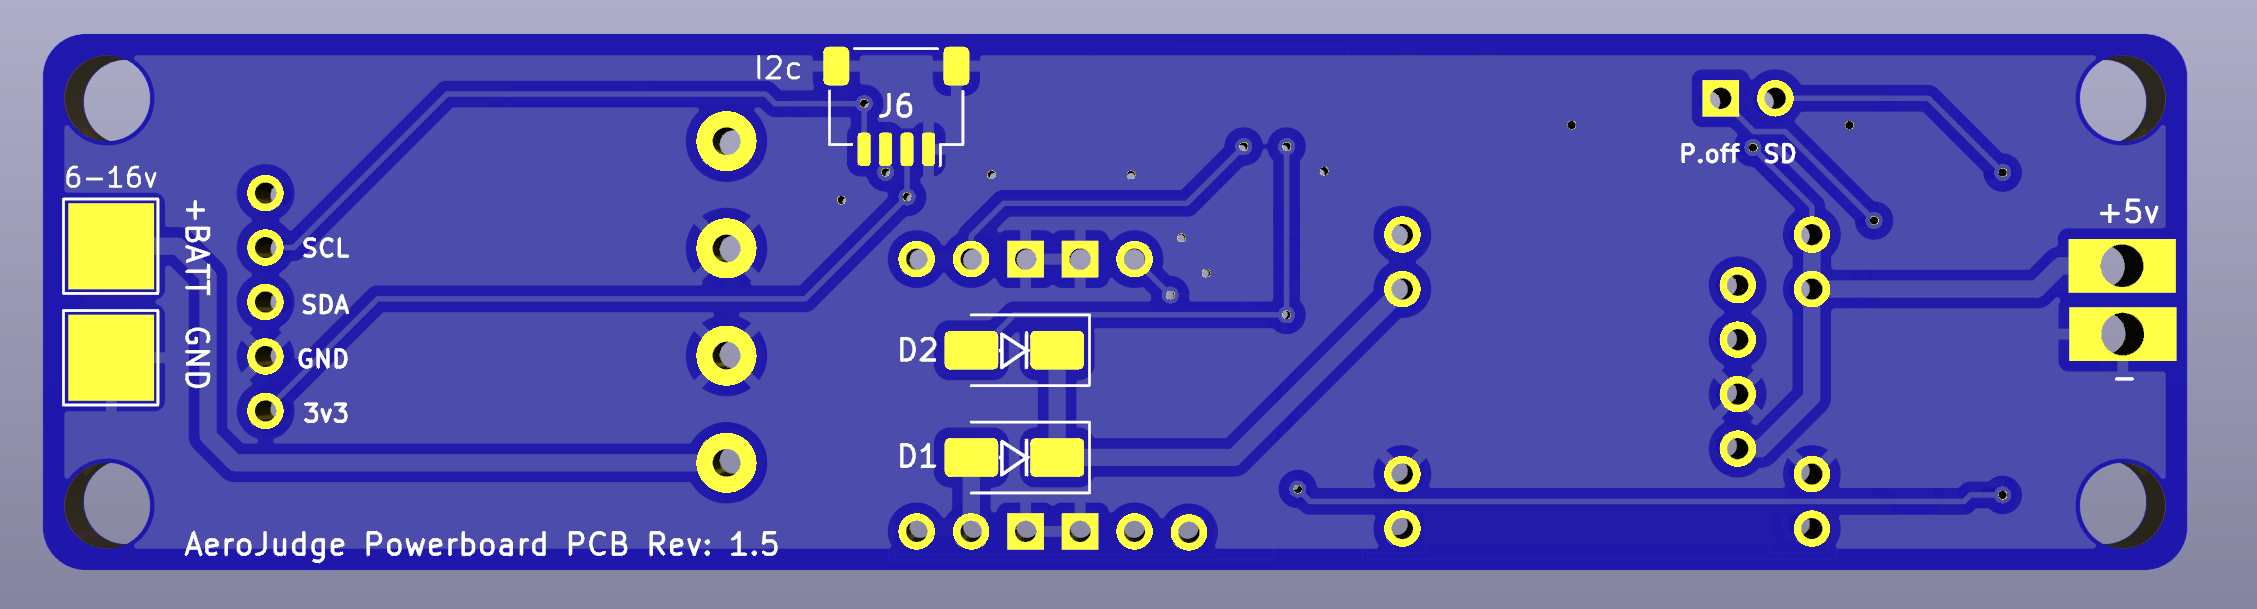 I2c
J6
6-16v
P.off SD
+BATT
+5v
SCL
SDA
GND
GND
D2
3v3
D1
AeroJudge Powerboard PCB Rev: 1.5
-